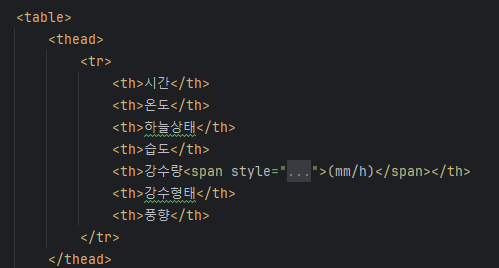 <table>
<thead>
<tr>
<th>시간</th>
<th>온도</th>
<th>하늘상태</th>
<th>습도</th>
<th>강수량<span style="...">(mm/h)</span></th>
<th>강수형태</th>
<th>풍향</th>
</tr>
</thead>